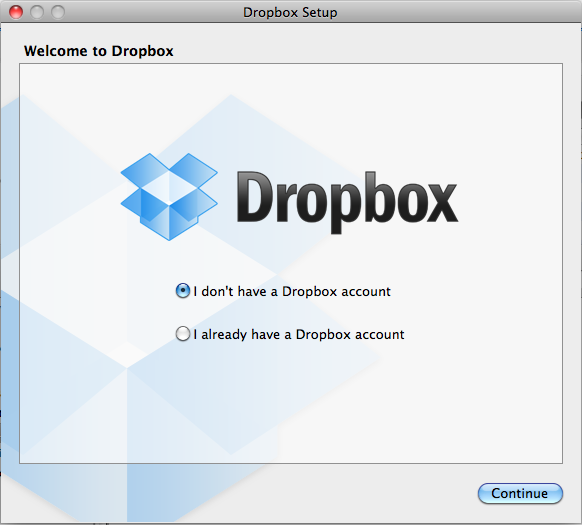 Dropbox Setup
Welcome to Dropbox
Dropbox
I don't have a Dropbox account
I already have a Dropbox account
Continue